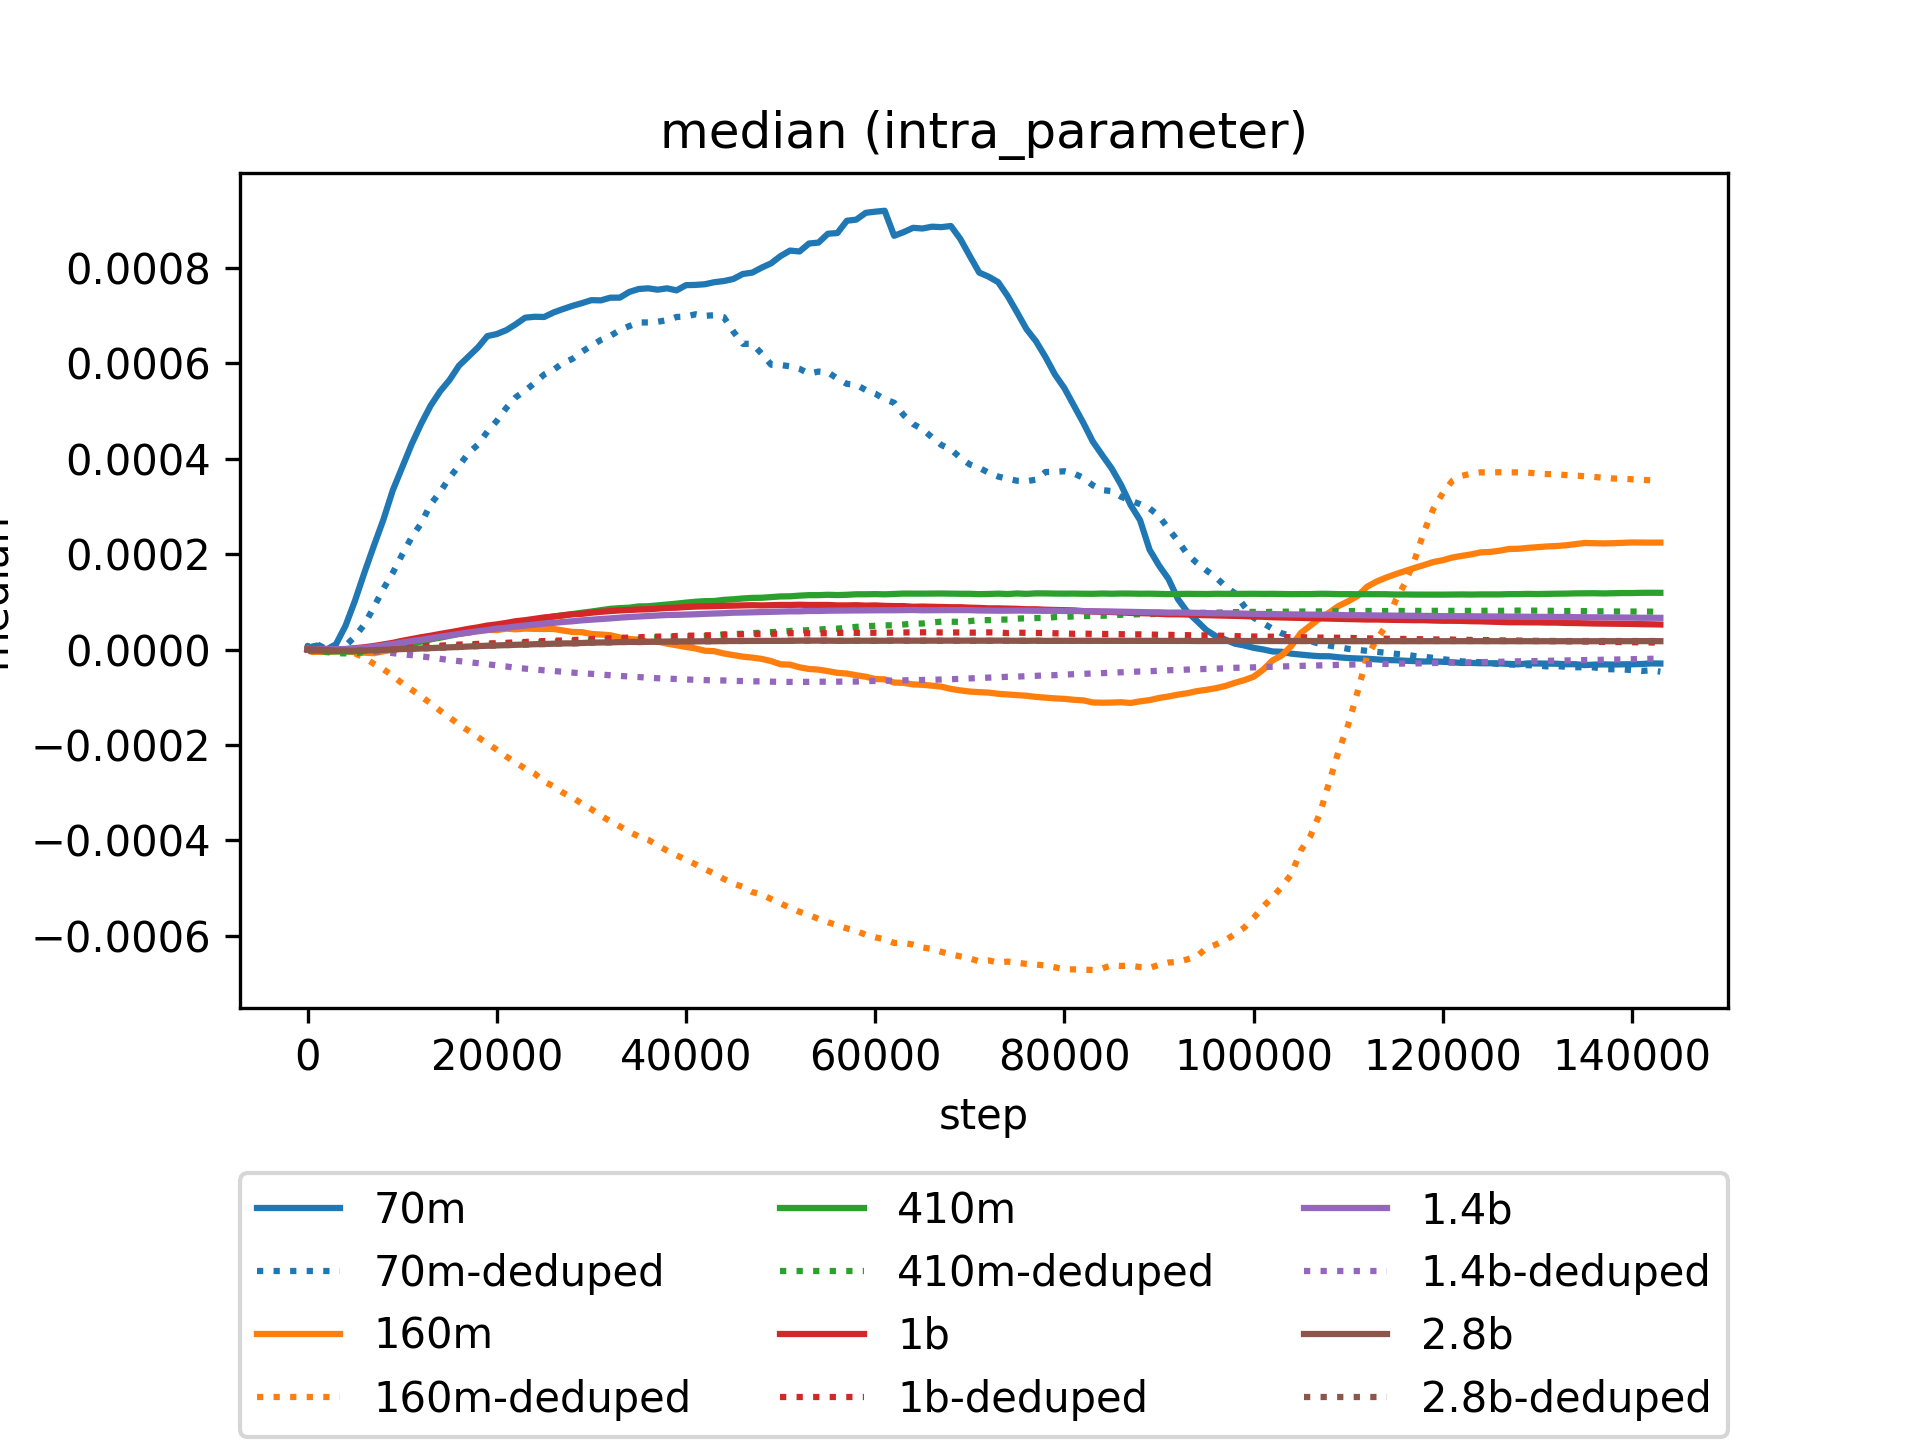 median (intra_parameter)
0.0008
0.0006
0.0004
0.0002
0.0000
−0.0002
−0.0004
−0.0006
0 20000 40000 60000 80000 100000 120000 140000
step
70m 410m 1.4b
70m-deduped 410m-deduped 1.4b-deduped
160m 1b 2.8b
160m-deduped 1b-deduped 2.8b-deduped